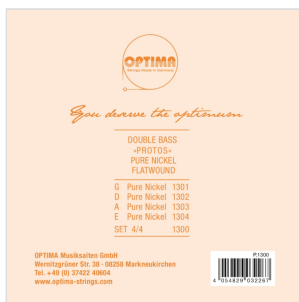 OPTIMA
Strings Made in Germany
You deserve the optimum
DOUBLE BASS
»PROTOS«
PURE NICKEL
FLATWOUND
G Pure Nickel 1301
D Pure Nickel 1302
A Pure Nickel 1303
E Pure Nickel 1304
SET 4/4 1300
OPTIMA Musiksaiten GmbH
Wernitzgrüner Str. 38 · 08258 Markneukirchen
Tel. +49 (0) 37422 40604
www.optima-strings.com
P.1300
4 054829 032267